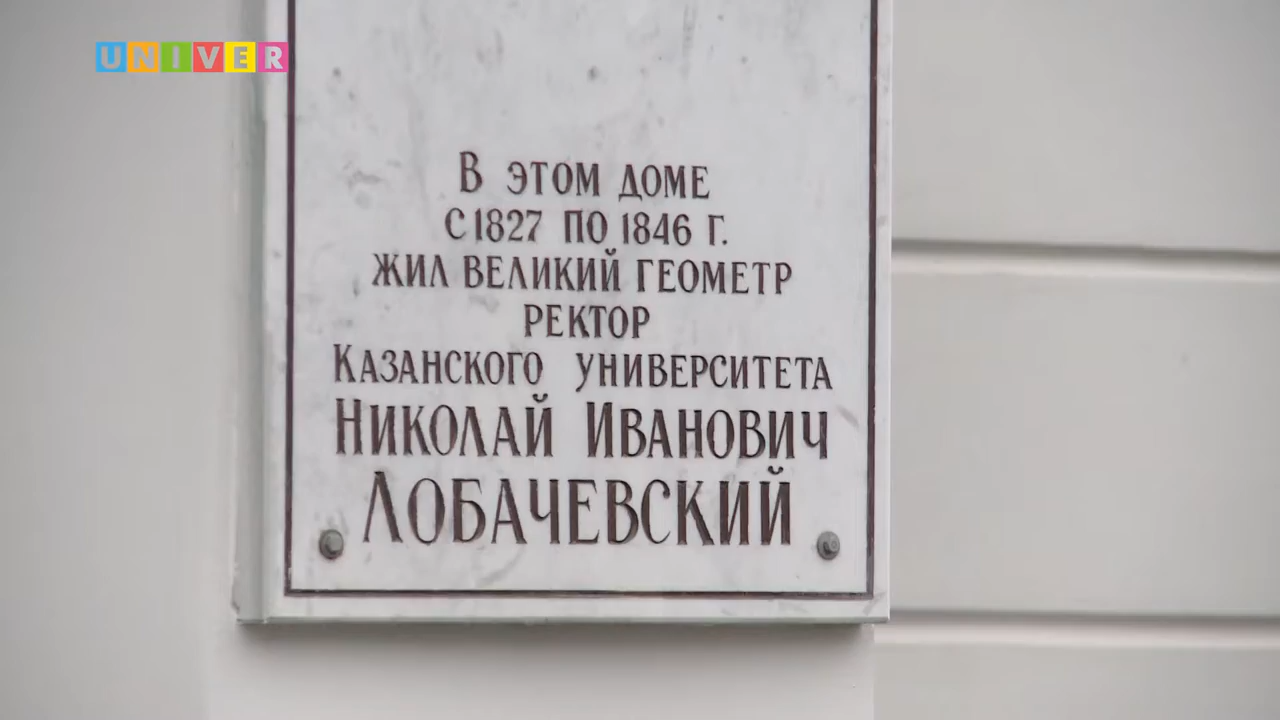 UNIVER
В ЭТОМ ДОМЕ
С 1827 ПО 1846 Г.
ЖИЛ ВЕЛИКИЙ ГЕОМЕТР
РЕКТОР
КАЗАНСКОГО УНИВЕРСИТЕТА
НИКОЛАЙ ИВАНОВИЧ
ЛОБАЧЕВСКИЙ